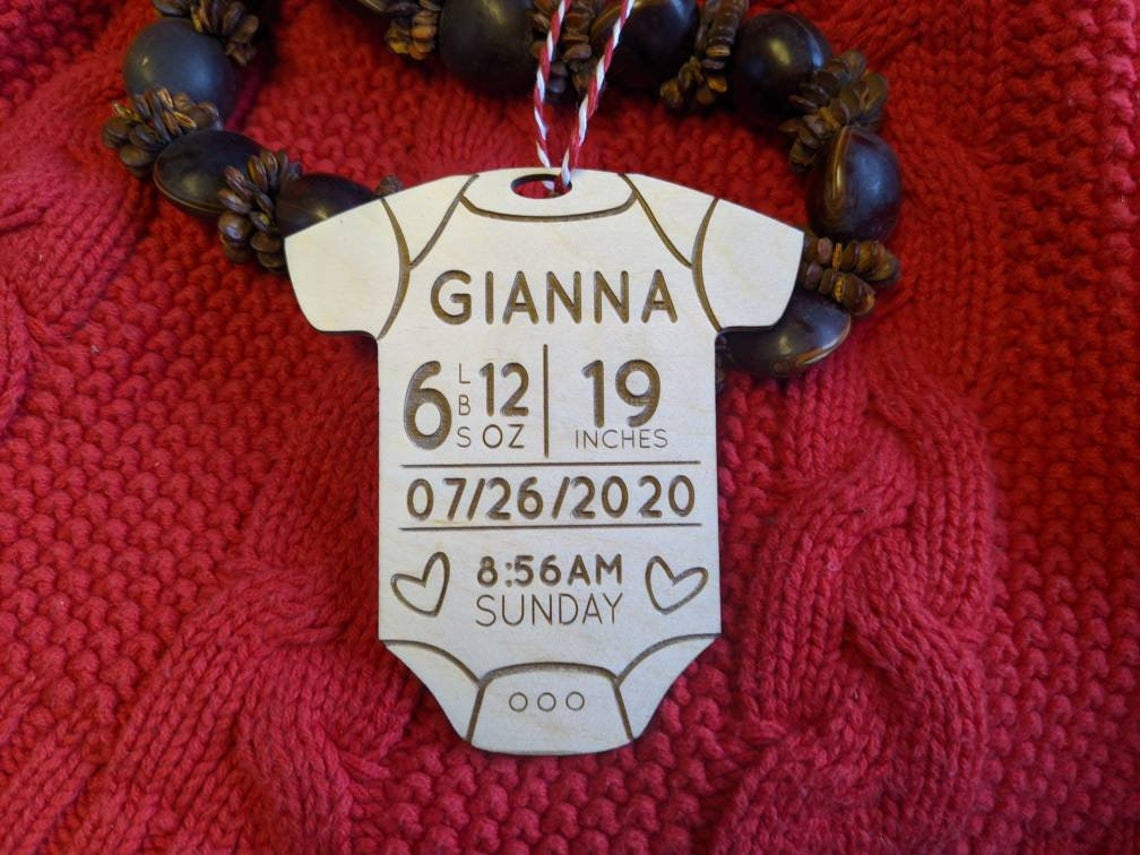 GIANNA
6 LBS 12 OZ | 19 INCHES
07/26/2020
8:56AM
SUNDAY